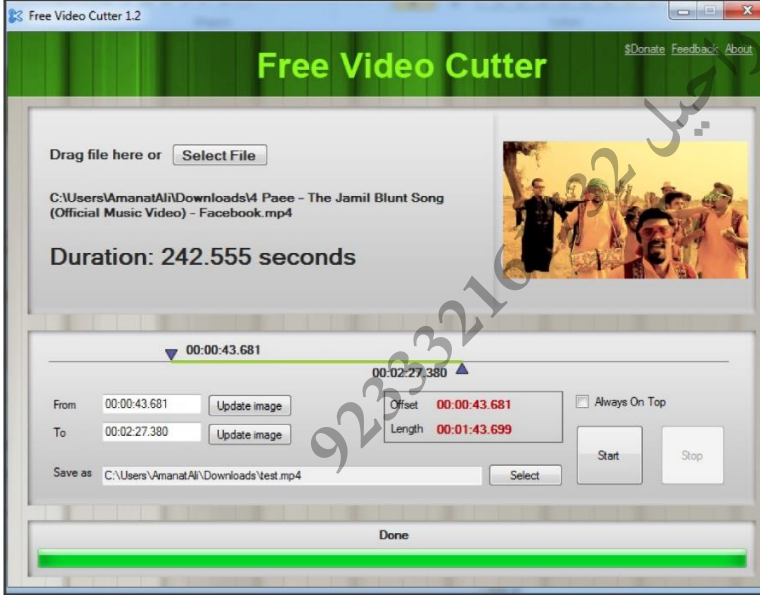 Free Video Cutter 1.2
Free Video Cutter
$Donate Feedback About
Drag file here or Select File
C:\Users\AmanatAli\Downloads\4 Paee - The Jamil Blunt Song
(Official Music Video) - Facebook.mp4
Duration: 242.555 seconds
00:00:43.681
00:02:27.380
From 00:00:43.681 Update image
To 00:02:27.380 Update image
Offset 00:00:43.681
Length 00:01:43.699
Always On Top
Start Stop
Save as C:\Users\AmanatAli\Downloads\test.mp4 Select
Done